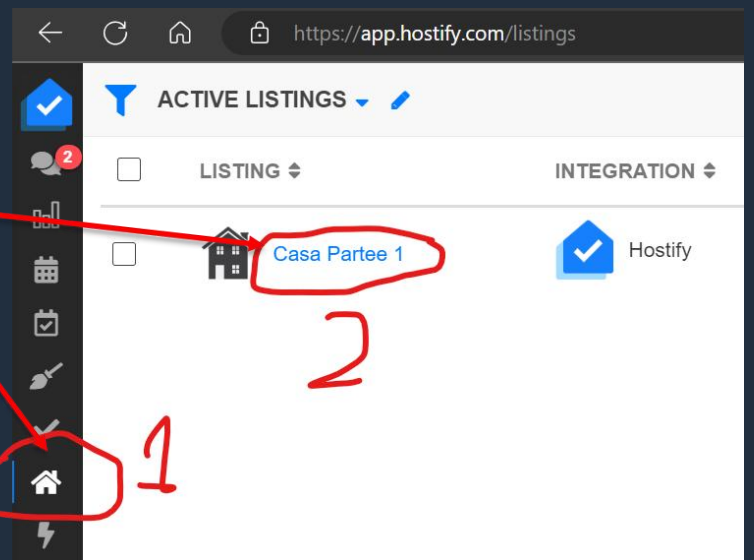 https://app.hostify.com/listings
ACTIVE LISTINGS
2
LISTING INTEGRATION
Casa Partee 1 Hostify
2
1